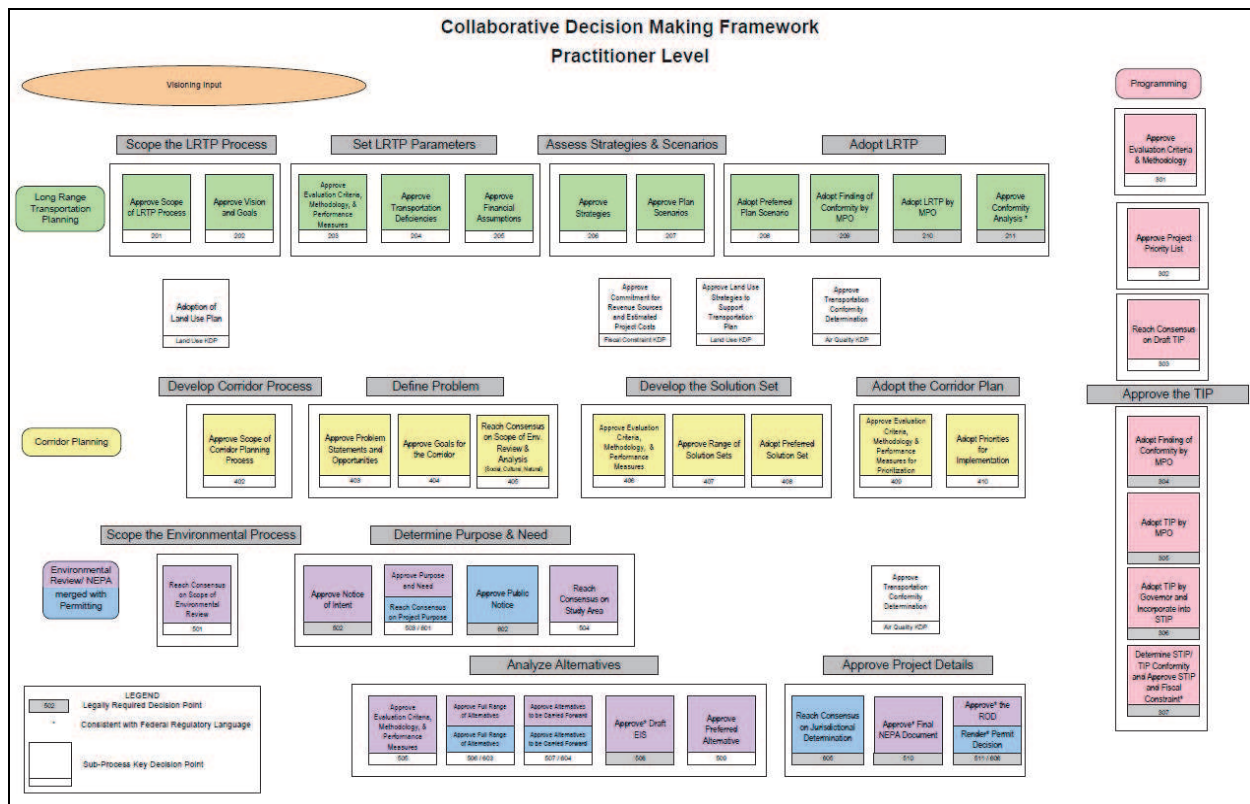 Collaborative Decision Making Framework
Practitioner Level
Visioning Input
Programming
Approve
Evaluation Criteria
& Methodology
301
Approve Project
Priority List
302
Reach Consensus
on Draft TIP
303
Approve the TIP
Adopt Finding of
Conformity by MPO
304
Adopt TIP by
MPO
305
Adopt TIP by
Governor and
Incorporate into
STIP
306
Determine STIP/
TIP Conformity
and Approve STIP
and Fiscal
Constraint*
307
Long Range
Transportation
Planning
Scope the LRTP Process
Approve Scope
of LRTP Process
201
Approve Vision
and Goals
202
Set LRTP Parameters
Approve
Evaluation Criteria,
Methodology, &
Performance
Measures
203
Approve
Transportation
Deficiencies
204
Approve
Financial
Assumptions
205
Assess Strategies & Scenarios
Approve
Strategies
206
Approve Plan
Scenarios
207
Adopt LRTP
Adopt Preferred
Plan Scenario
208
Adopt Finding of
Conformity by MPO
209
Adopt LRTP by
MPO
210
Approve
Conformity
Analysis *
211
Adoption of
Land Use Plan
Land Use KDP
Approve
Commitment for
Revenue Sources
and Estimated
Project Costs
Fiscal Constraint KDP
Approve Land Use
Strategies to
Support
Transportation
Plan
Land Use KDP
Approve
Transportation
Conformity
Determination
Air Quality KDP
Corridor Planning
Develop Corridor Process
Approve Scope of
Corridor Planning
Process
402
Define Problem
Approve Problem
Statements and
Opportunities
403
Approve Goals for
the Corridor
404
Reach Consensus
on Scope of Env.
Review &
Analysis
(Social, Cultural, Natural)
405
Develop the Solution Set
Approve
Evaluation Criteria,
Methodology, &
Performance
Measures
406
Approve Range of
Solution Sets
407
Adopt Preferred
Solution Set
408
Adopt the Corridor Plan
Approve Evaluation
Criteria,
Methodology &
Performance
Measures for
Prioritization
409
Adopt Priorities
for
Implementation
410
Environmental
Review/ NEPA
merged with
Permitting
Scope the Environmental Process
Reach Consensus
on Scope of
Environmental
Review
501
Determine Purpose & Need
Approve Notice
of Intent
502
Approve Purpose
and Need
Reach Consensus
on Project Purpose
503 / 601
Approve Public
Notice
602
Reach
Consensus on
Study Area
504
Approve
Transportation
Conformity
Determination
Air Quality KDP
Analyze Alternatives
Approve
Evaluation Criteria,
Methodology, &
Performance
Measures
505
Approve Full Range
of Alternatives
Approve Full Range
of Alternatives
506 / 603
Approve Alternatives
to be Carried Forward
Approve Alternatives
to be Carried Forward
507 / 604
Approve* Draft
EIS
508
Approve
Preferred
Alternative
509
Approve Project Details
Reach Consensus
on Jurisdictional
Determination
605
Approve* Final
NEPA Document
510
Approve* the
ROD
Render* Permit
Decision
511 / 606
LEGEND
502
Legally Required Decision Point
*
Consistent with Federal Regulatory Language
Sub-Process Key Decision Point